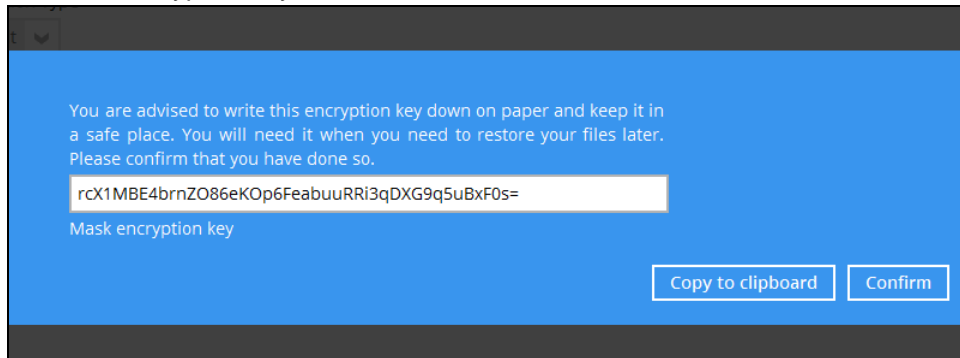 You are advised to write this encryption key down on paper and keep it in
a safe place. You will need it when you need to restore your files later.
Please confirm that you have done so.
rcX1MBE4brnZO86eKOp6FeabuuRRi3qDXG9q5uBxF0s=
Mask encryption key
Copy to clipboard Confirm